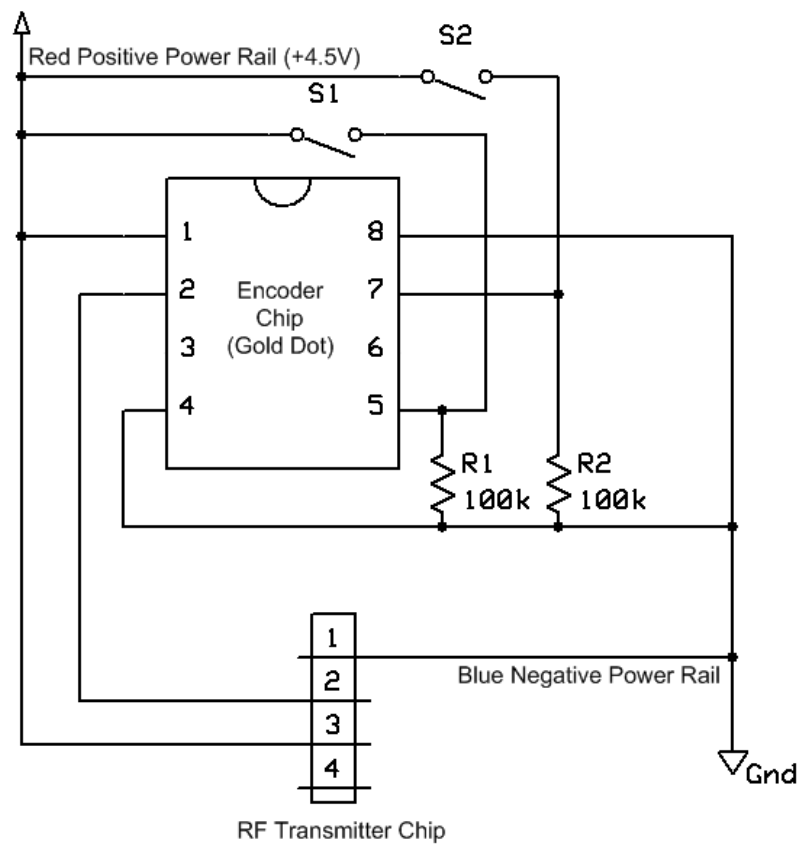 S2
Red Positive Power Rail (+4.5V)
S1
1
8
2
7
3
6
4
5
Encoder
Chip
(Gold Dot)
R1
100k
R2
100k
1
2
3
4
Blue Negative Power Rail
Gnd
RF Transmitter Chip